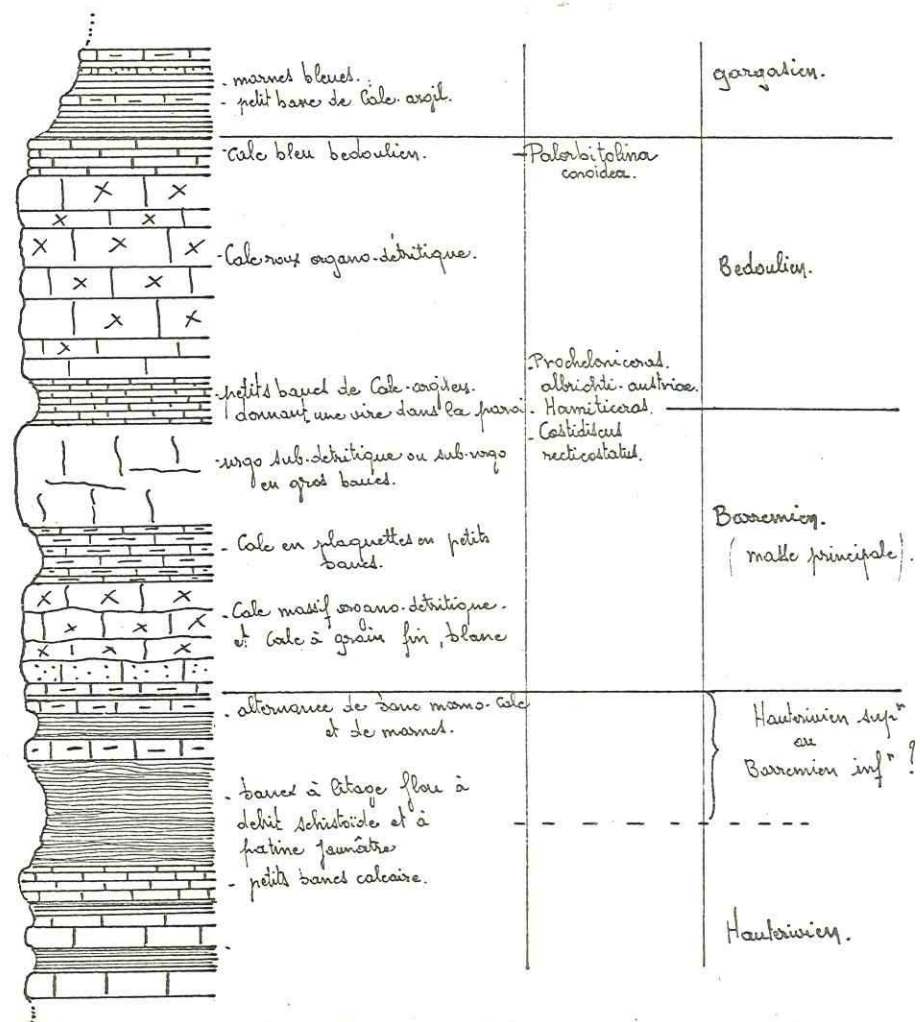 - marnes bleues.
- petit banc de Calc. argil.
gargasien.
- Calc bleu bedoulien.
- Palorbitolina
conoidea.
- Calc roux organo-détritique.
Bedoulien.
- Procheloniceras.
albrichti-austriae.
- Hamiticeras.
- Costidiscus
recticostatus.
- petits bancs de Calc-argileux.
donnant une vire dans la paroi
- urgo sub-detritique ou sub-urgo
en gros bancs.
- Calc en plaquettes en petits
bancs.
Barremien.
(masse principale).
- Calc massif organo-detritique.
et Calc à grain fin, blanc
- alternance de banc marno-calc
et de marnes.
Hauterivien supr
ou
Barremien infr ?
- bancs à litage flou à
débit schistoïde et à
patine jaunâtre
- petits bancs calcaire.
Hauterivien.